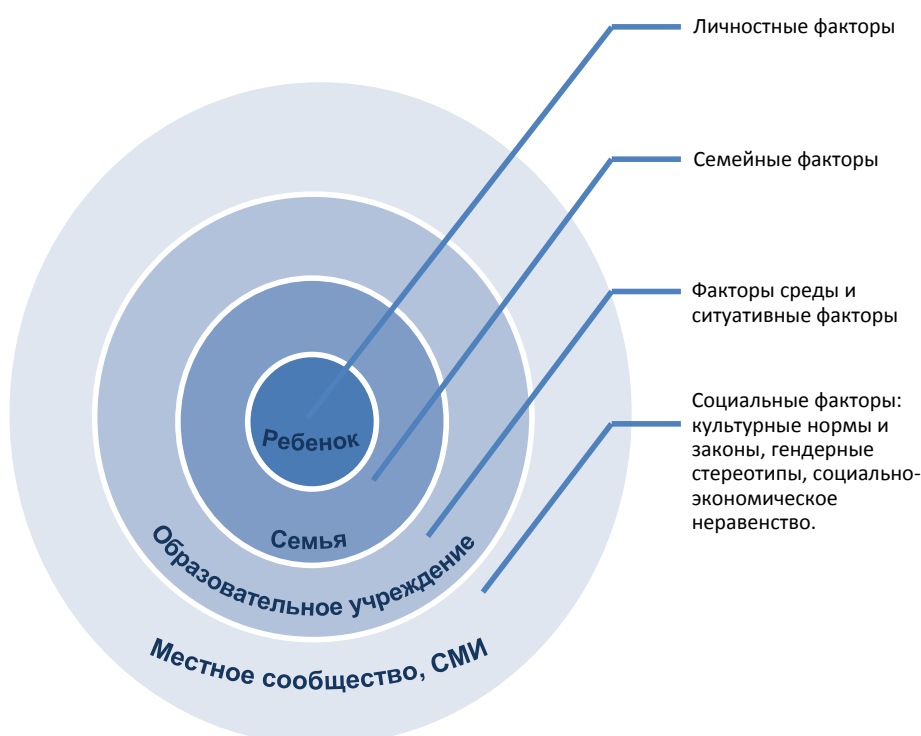 Личностные факторы
Семейные факторы
Факторы среды и
ситуативные факторы
Социальные факторы:
культурные нормы и
законы, гендерные
стереотипы, социально-
экономическое
неравенство.
Ребенок
Семья
Образовательное учреждение
Местное сообщество, СМИ